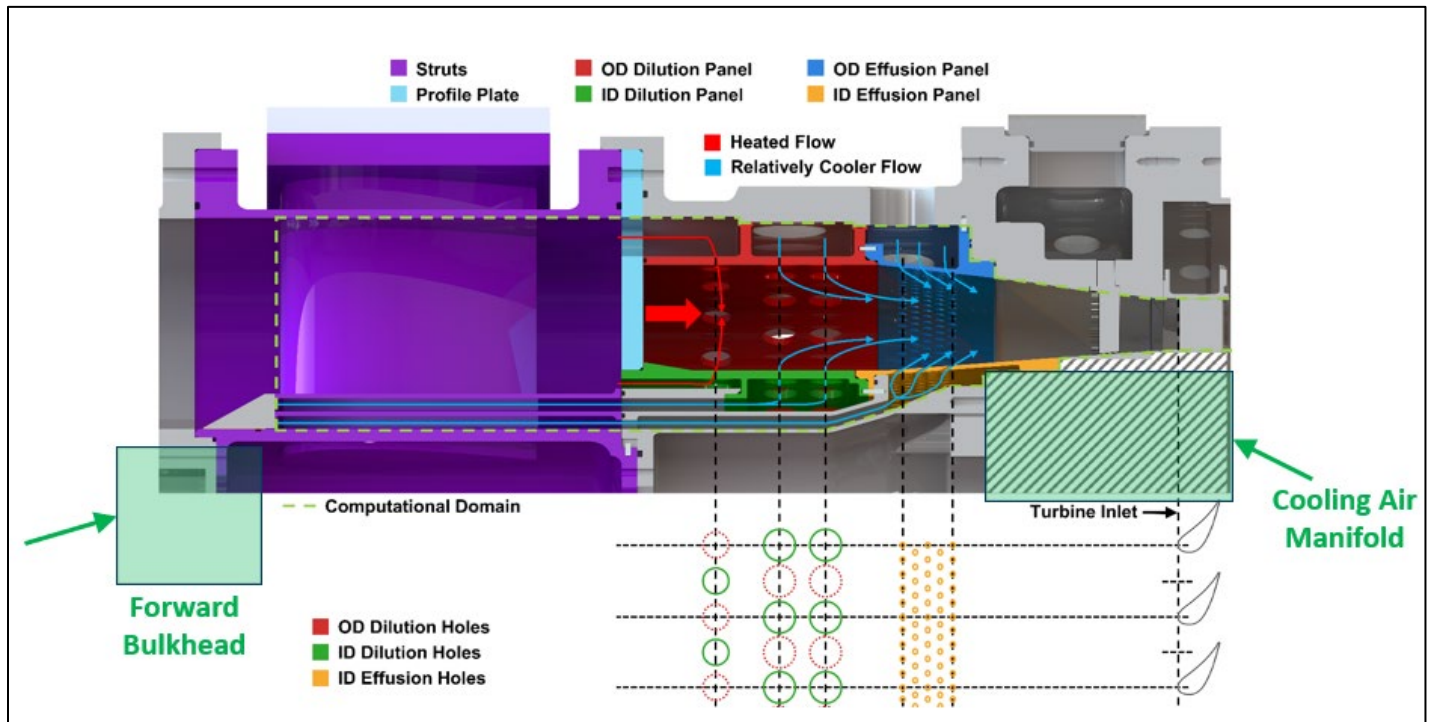 Struts
OD Dilution Panel
OD Effusion Panel
Profile Plate
ID Dilution Panel
ID Effusion Panel
Heated Flow
Relatively Cooler Flow
Computational Domain
Turbine Inlet
Cooling Air
Manifold
Forward
Bulkhead
OD Dilution Holes
ID Dilution Holes
ID Effusion Holes